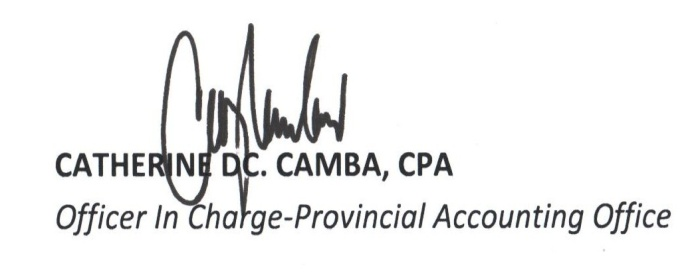 CATHERINE DC. CAMBA, CPA
Officer In Charge-Provincial Accounting Office